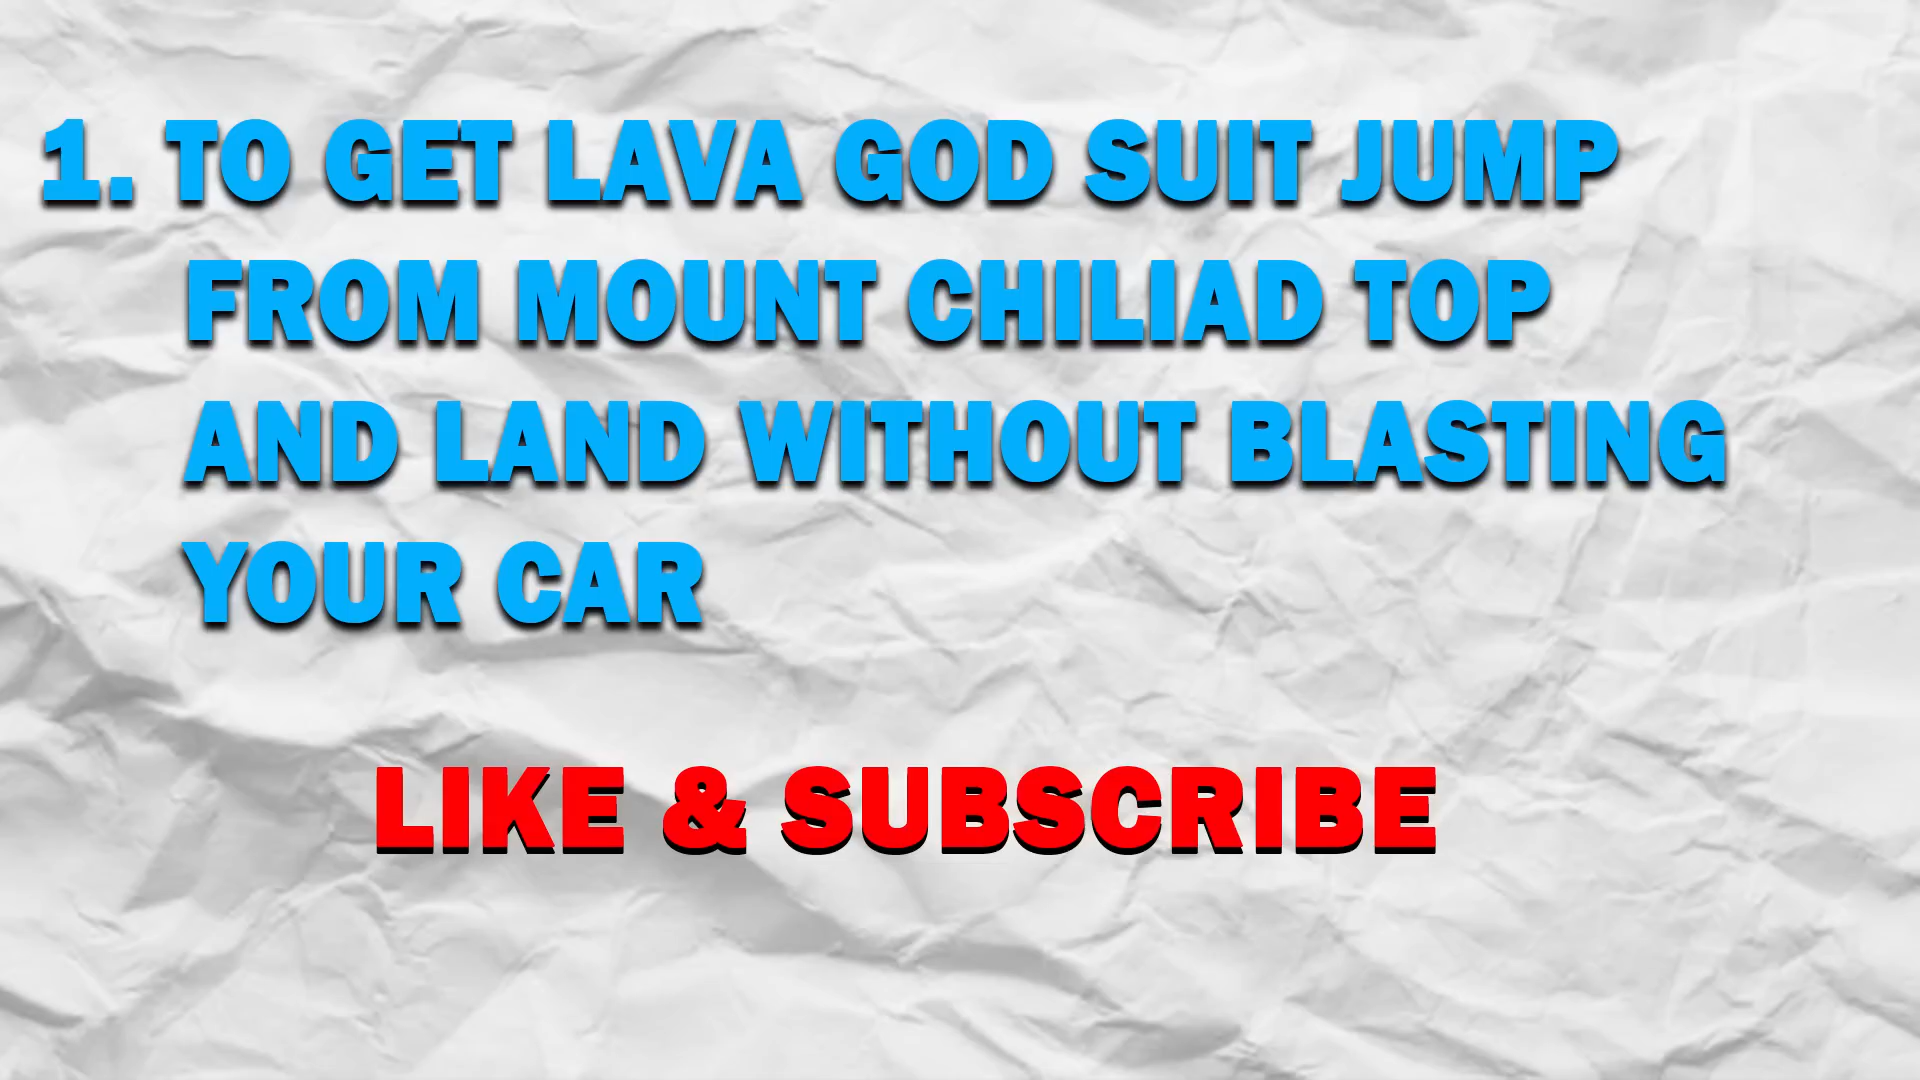 1. TO GET LAVA GOD SUIT JUMP
FROM MOUNT CHILIAD TOP
AND LAND WITHOUT BLASTING
YOUR CAR
LIKE & SUBSCRIBE